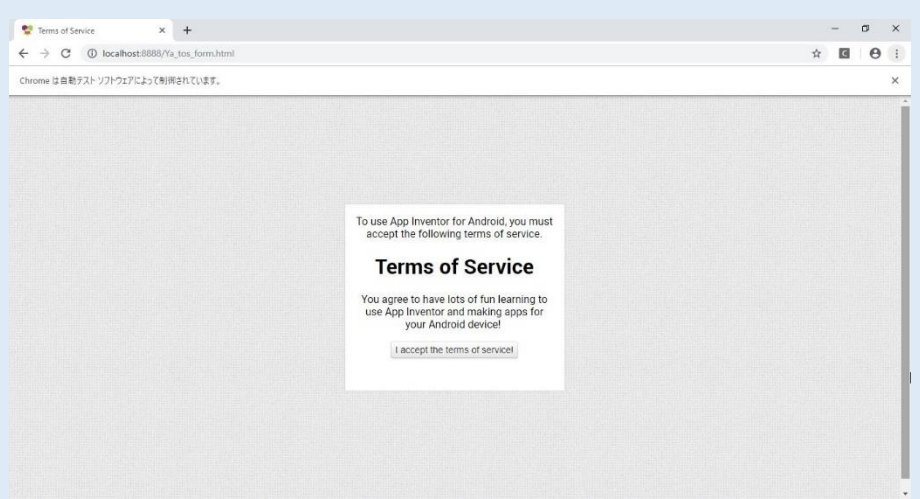 Terms of Service
localhost:8888/Ya_tos_form.html
Chrome は自動テスト ソフトウェアによって制御されています。
To use App Inventor for Android, you must
accept the following terms of service.
Terms of Service
You agree to have lots of fun learning to
use App Inventor and making apps for
your Android device!
I accept the terms of service!